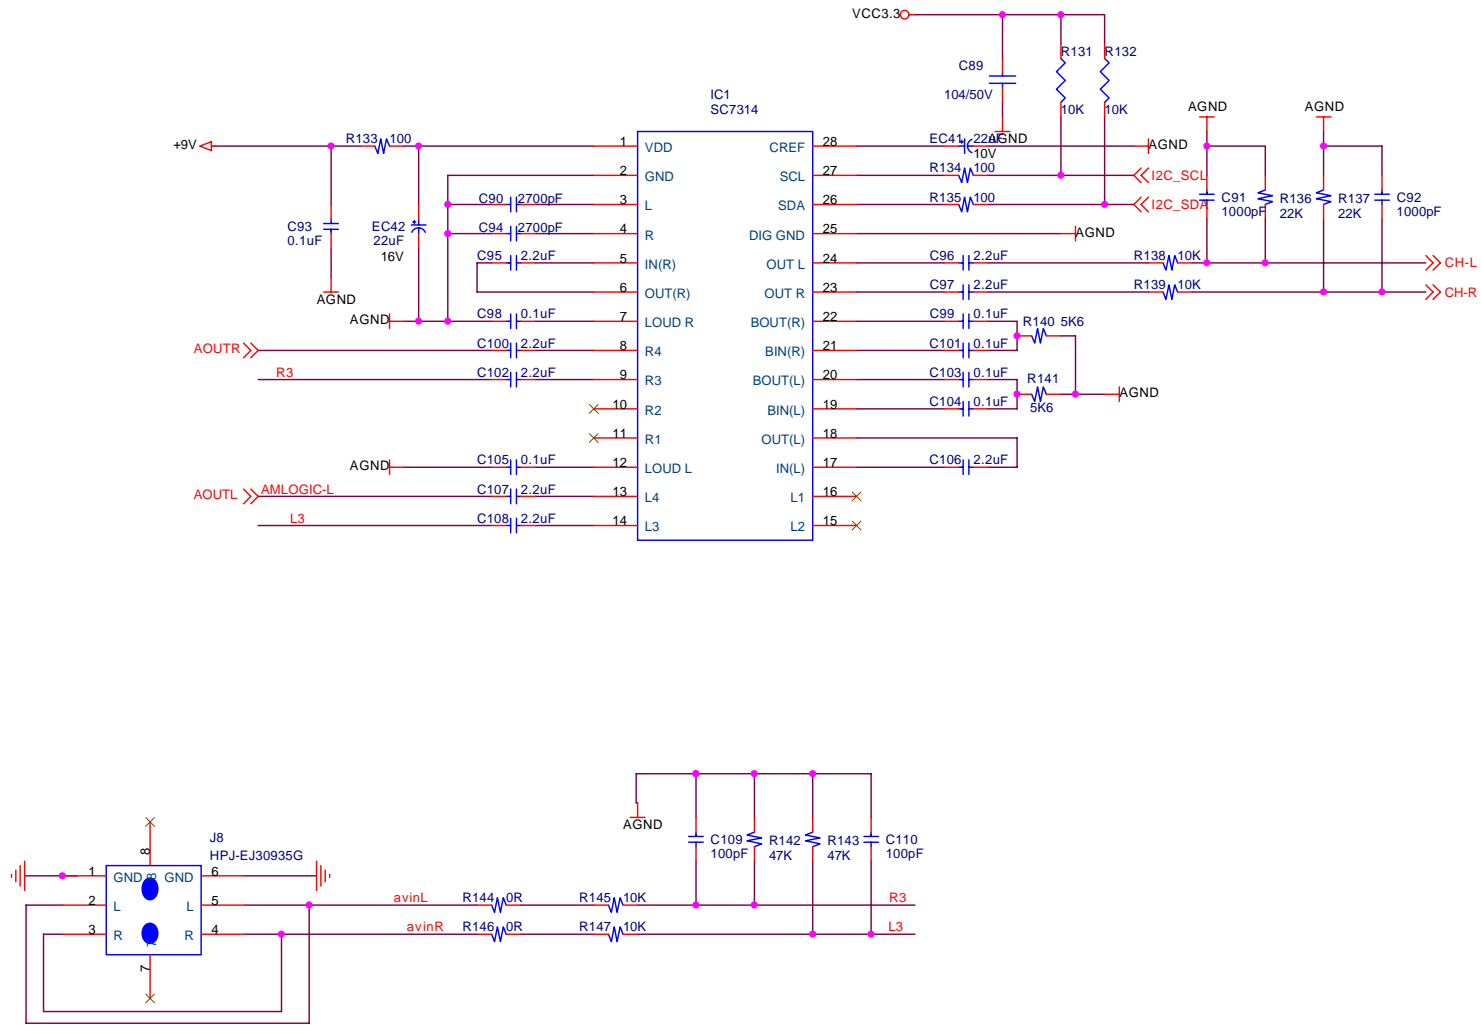 VCC3.3
R131
R132
C89
104/50V
10K
10K
IC1
SC7314
AGND
AGND
+9V
R133 100
1 VDD
CREF 28
EC41 22uF
10V
AGND
AGND
2 GND
SCL 27
R134 100
I2C_SCL
C90 2700pF
3 L
SDA 26
R135 100
I2C_SDA
C91
1000pF
R136
22K
R137
22K
C92
1000pF
C93
0.1uF
EC42
22uF
16V
C94 2700pF
4 R
DIG GND 25
AGND
C95 2.2uF
5 IN(R)
OUT L 24
C96 2.2uF
R138 10K
CH-L
6 OUT(R)
OUT R 23
C97 2.2uF
R139 10K
CH-R
AGND
AGND
C98 0.1uF
7 LOUD R
BOUT(R) 22
C99 0.1uF
R140 5K6
AOUTR
C100 2.2uF
8 R4
BIN(R) 21
C101 0.1uF
R3
C102 2.2uF
9 R3
BOUT(L) 20
C103 0.1uF
R141
5K6
AGND
10 R2
BIN(L) 19
C104 0.1uF
11 R1
OUT(L) 18
AGND
C105 0.1uF
12 LOUD L
IN(L) 17
C106 2.2uF
AOUTL
AMLOGIC-L
C107 2.2uF
13 L4
L1 16
L3
C108 2.2uF
14 L3
L2 15
AGND
C109
100pF
R142
47K
R143
47K
C110
100pF
J8
HPJ-EJ30935G
8
8
1 GND
GND 6
2 L
L 5
avinL
R144 0R
R145 10K
R3
3 R
R 4
avinR
R146 0R
R147 10K
L3
7